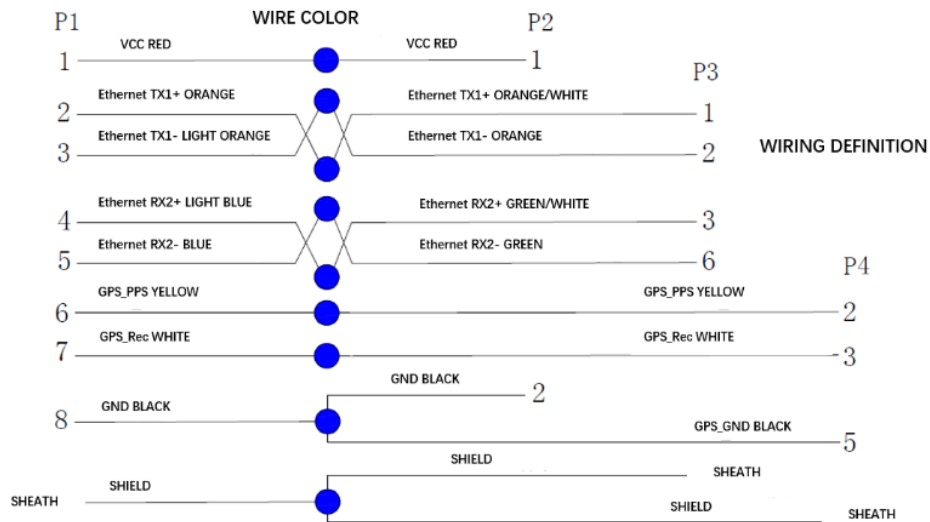 P1 WIRE COLOR P2
1 VCC RED VCC RED 1
P3
2 Ethernet TX1+ ORANGE Ethernet TX1+ ORANGE/WHITE 1
3 Ethernet TX1- LIGHT ORANGE Ethernet TX1- ORANGE 2
WIRING DEFINITION
4 Ethernet RX2+ LIGHT BLUE Ethernet RX2+ GREEN/WHITE 3
5 Ethernet RX2- BLUE Ethernet RX2- GREEN 6
P4
6 GPS_PPS YELLOW GPS_PPS YELLOW 2
7 GPS_Rec WHITE GPS_Rec WHITE 3
GND BLACK 2
8 GND BLACK
GPS_GND BLACK 5
SHIELD SHEATH
SHEATH SHIELD
SHIELD SHEATH